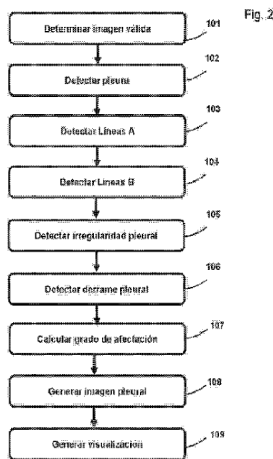 Fig. 2
Determinar imagen válida
101
Detectar pleura
102
Detectar Líneas A
103
Detectar Líneas B
104
Detectar irregularidad pleural
105
Detectar derrame pleural
106
Calcular grado de afectación
107
Generar imagen pleural
108
Generar visualización
109